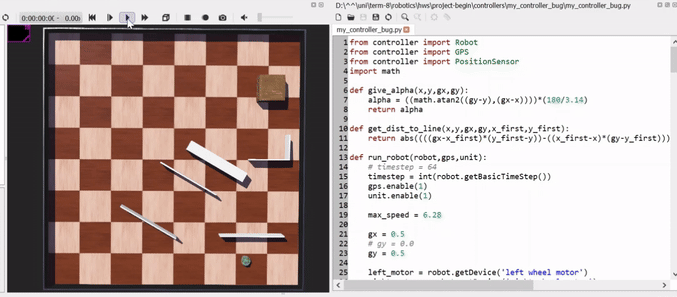 0:00:00:00 - 0.00x
D:\^^\uni\term-8\robotics\hws\project-begin\controllers\my_controller_bug\my_controller_bug.py
my_controller_bug.py
1 from controller import Robot
2 from controller import GPS
3 from controller import PositionSensor
4 import math
5
6 def give_alpha(x,y,gx,gy):
7 alpha = ((math.atan2((gy-y),(gx-x))))*(180/3.14)
8 return alpha
9
10 def get_dist_to_line(x,y,gx,gy,x_first,y_first):
11 return abs((((gx-x_first)*(y_first-y))-((x_first-x)*(gy-y_first)))
12
13 def run_robot(robot,gps,unit):
14 # timestep = 64
15 timestep = int(robot.getBasicTimeStep())
16 gps.enable(1)
17 unit.enable(1)
18
19 max_speed = 6.28
20
21 gx = 0.5
22 # gy = 0.0
23 gy = 0.5
24
25 left_motor = robot.getDevice('left wheel motor')